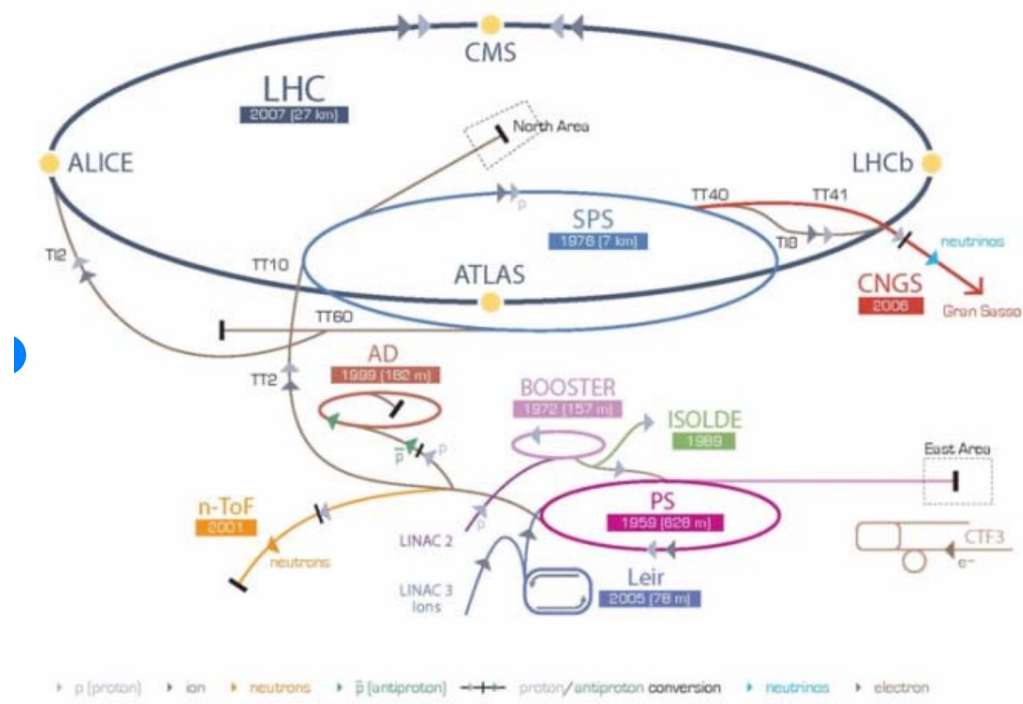 CMS
LHC
2007 (27 km)
North Area
ALICE
LHCb
TT40
TT41
SPS
1976 (7 km)
p
TI8
TI2
TT10
ATLAS
neutrinos
CNGS
2006
Gran Sasso
TT60
AD
1999 (182 m)
TT2
BOOSTER
1972 (157 m)
ISOLDE
1989
p
p̄
East Area
n-ToF
2001
PS
1959 (628 m)
LINAC 2
p
neutrons
CTF3
e-
LINAC 3
Ions
Leir
2005 (78 m)
p (proton)
ion
neutrons
p̄ (antiproton)
proton/antiproton conversion
neutrinos
electron